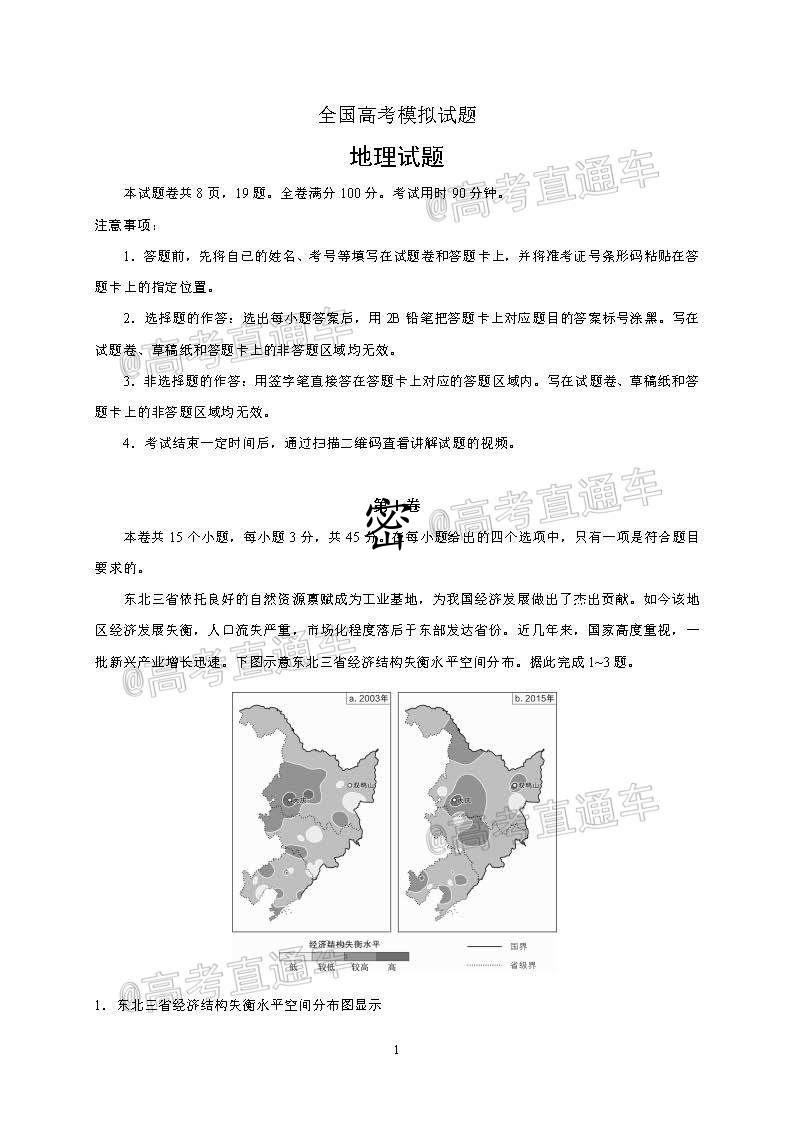 全国高考模拟试题
地理试题
本试题卷共 8 页，19 题。全卷满分 100 分。考试用时 90 分钟。
@高考直通车
注意事项：
1．答题前，先将自己的姓名、考号等填写在试题卷和答题卡上，并将准考证号条形码粘贴在答
题卡上的指定位置。
2．选择题的作答：选出每小题答案后，用 2B 铅笔把答题卡上对应题目的答案标号涂黑。写在
试题卷、草稿纸和答题卡上的非答题区域均无效。
@高考直通车
3．非选择题的作答：用签字笔直接答在答题卡上对应的答题区域内。写在试题卷、草稿纸和答
题卡上的非答题区域均无效。
4．考试结束一定时间后，通过扫描二维码查看讲解试题的视频。
@高考直通车
第 I 卷
密
本卷共 15 个小题，每小题 3 分，共 45 分。在每小题给出的四个选项中，只有一项是符合题目
要求的。
东北三省依托良好的自然资源禀赋成为工业基地，为我国经济发展做出了杰出贡献。如今该地
区经济发展失衡，人口流失严重，市场化程度落后于东部发达省份。近几年来，国家高度重视，一
批新兴产业增长迅速。下图示意东北三省经济结构失衡水平空间分布。据此完成 1~3 题。
@高考直通车
a. 2003年
b. 2015年
双鸭山
双鸭山
大庆
大庆
@高考直通车
经济结构失衡水平
低 较低 较高 高
国界
省级界
@高考直通车
1．东北三省经济结构失衡水平空间分布图显示
1